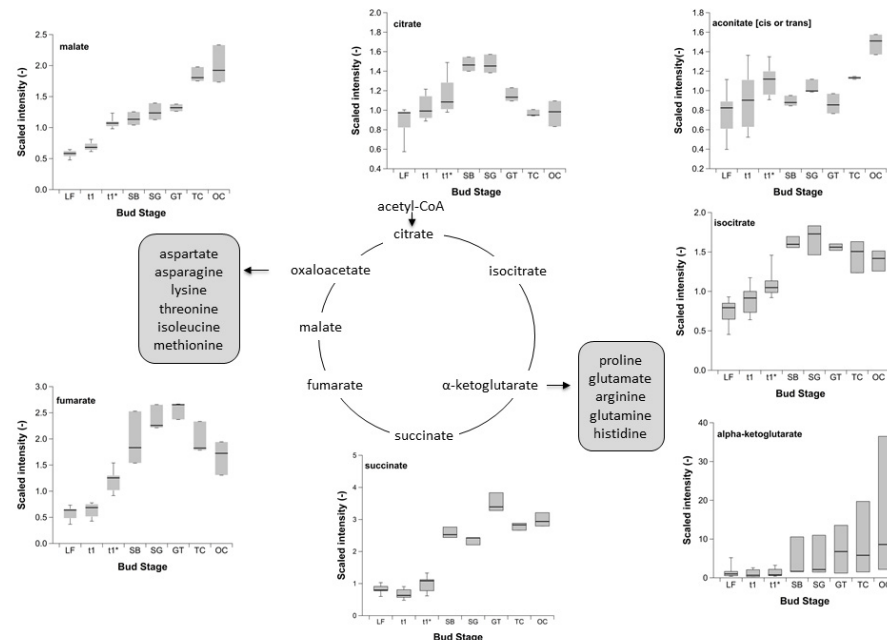 malate
Scaled intensity (-)
2.5
2.0
1.5
1.0
0.5
0.0
LF t1 t1* SB SG GT TC OC
Bud Stage
citrate
Scaled intensity (-)
2.0
1.8
1.6
1.4
1.2
1.0
0.8
0.6
0.4
LF t1 t1* SB SG GT TC OC
Bud Stage
aconitate [cis or trans]
Scaled intensity(-)
1.8
1.6
1.4
1.2
1.0
0.8
0.6
0.4
0.2
LF t1 t1* SB SG GT TC OC
Bud Stage
acetyl-CoA
citrate
isocitrate
α-ketoglutarate
succinate
fumarate
malate
oxaloacetate
aspartate
asparagine
lysine
threonine
isoleucine
methionine
proline
glutamate
arginine
glutamine
histidine
isocitrate
Scaled intensity (-)
2.0
1.5
1.0
0.5
0.0
LF t1 t1* SB SG GT TC OC
Bud Stage
fumarate
Scaled intensity (-)
3.0
2.5
2.0
1.5
1.0
0.5
0.0
LF t1 t1* SB SG GT TC OC
Bud Stage
succinate
Scaled intensity (-)
5
4
3
2
1
0
LF t1 t1* SB SG GT TC OC
Bud Stage
alpha-ketoglutarate
Scaled intensity (-)
40
30
20
10
0
LF t1 t1* SB SG GT TC OC
Bud Stage